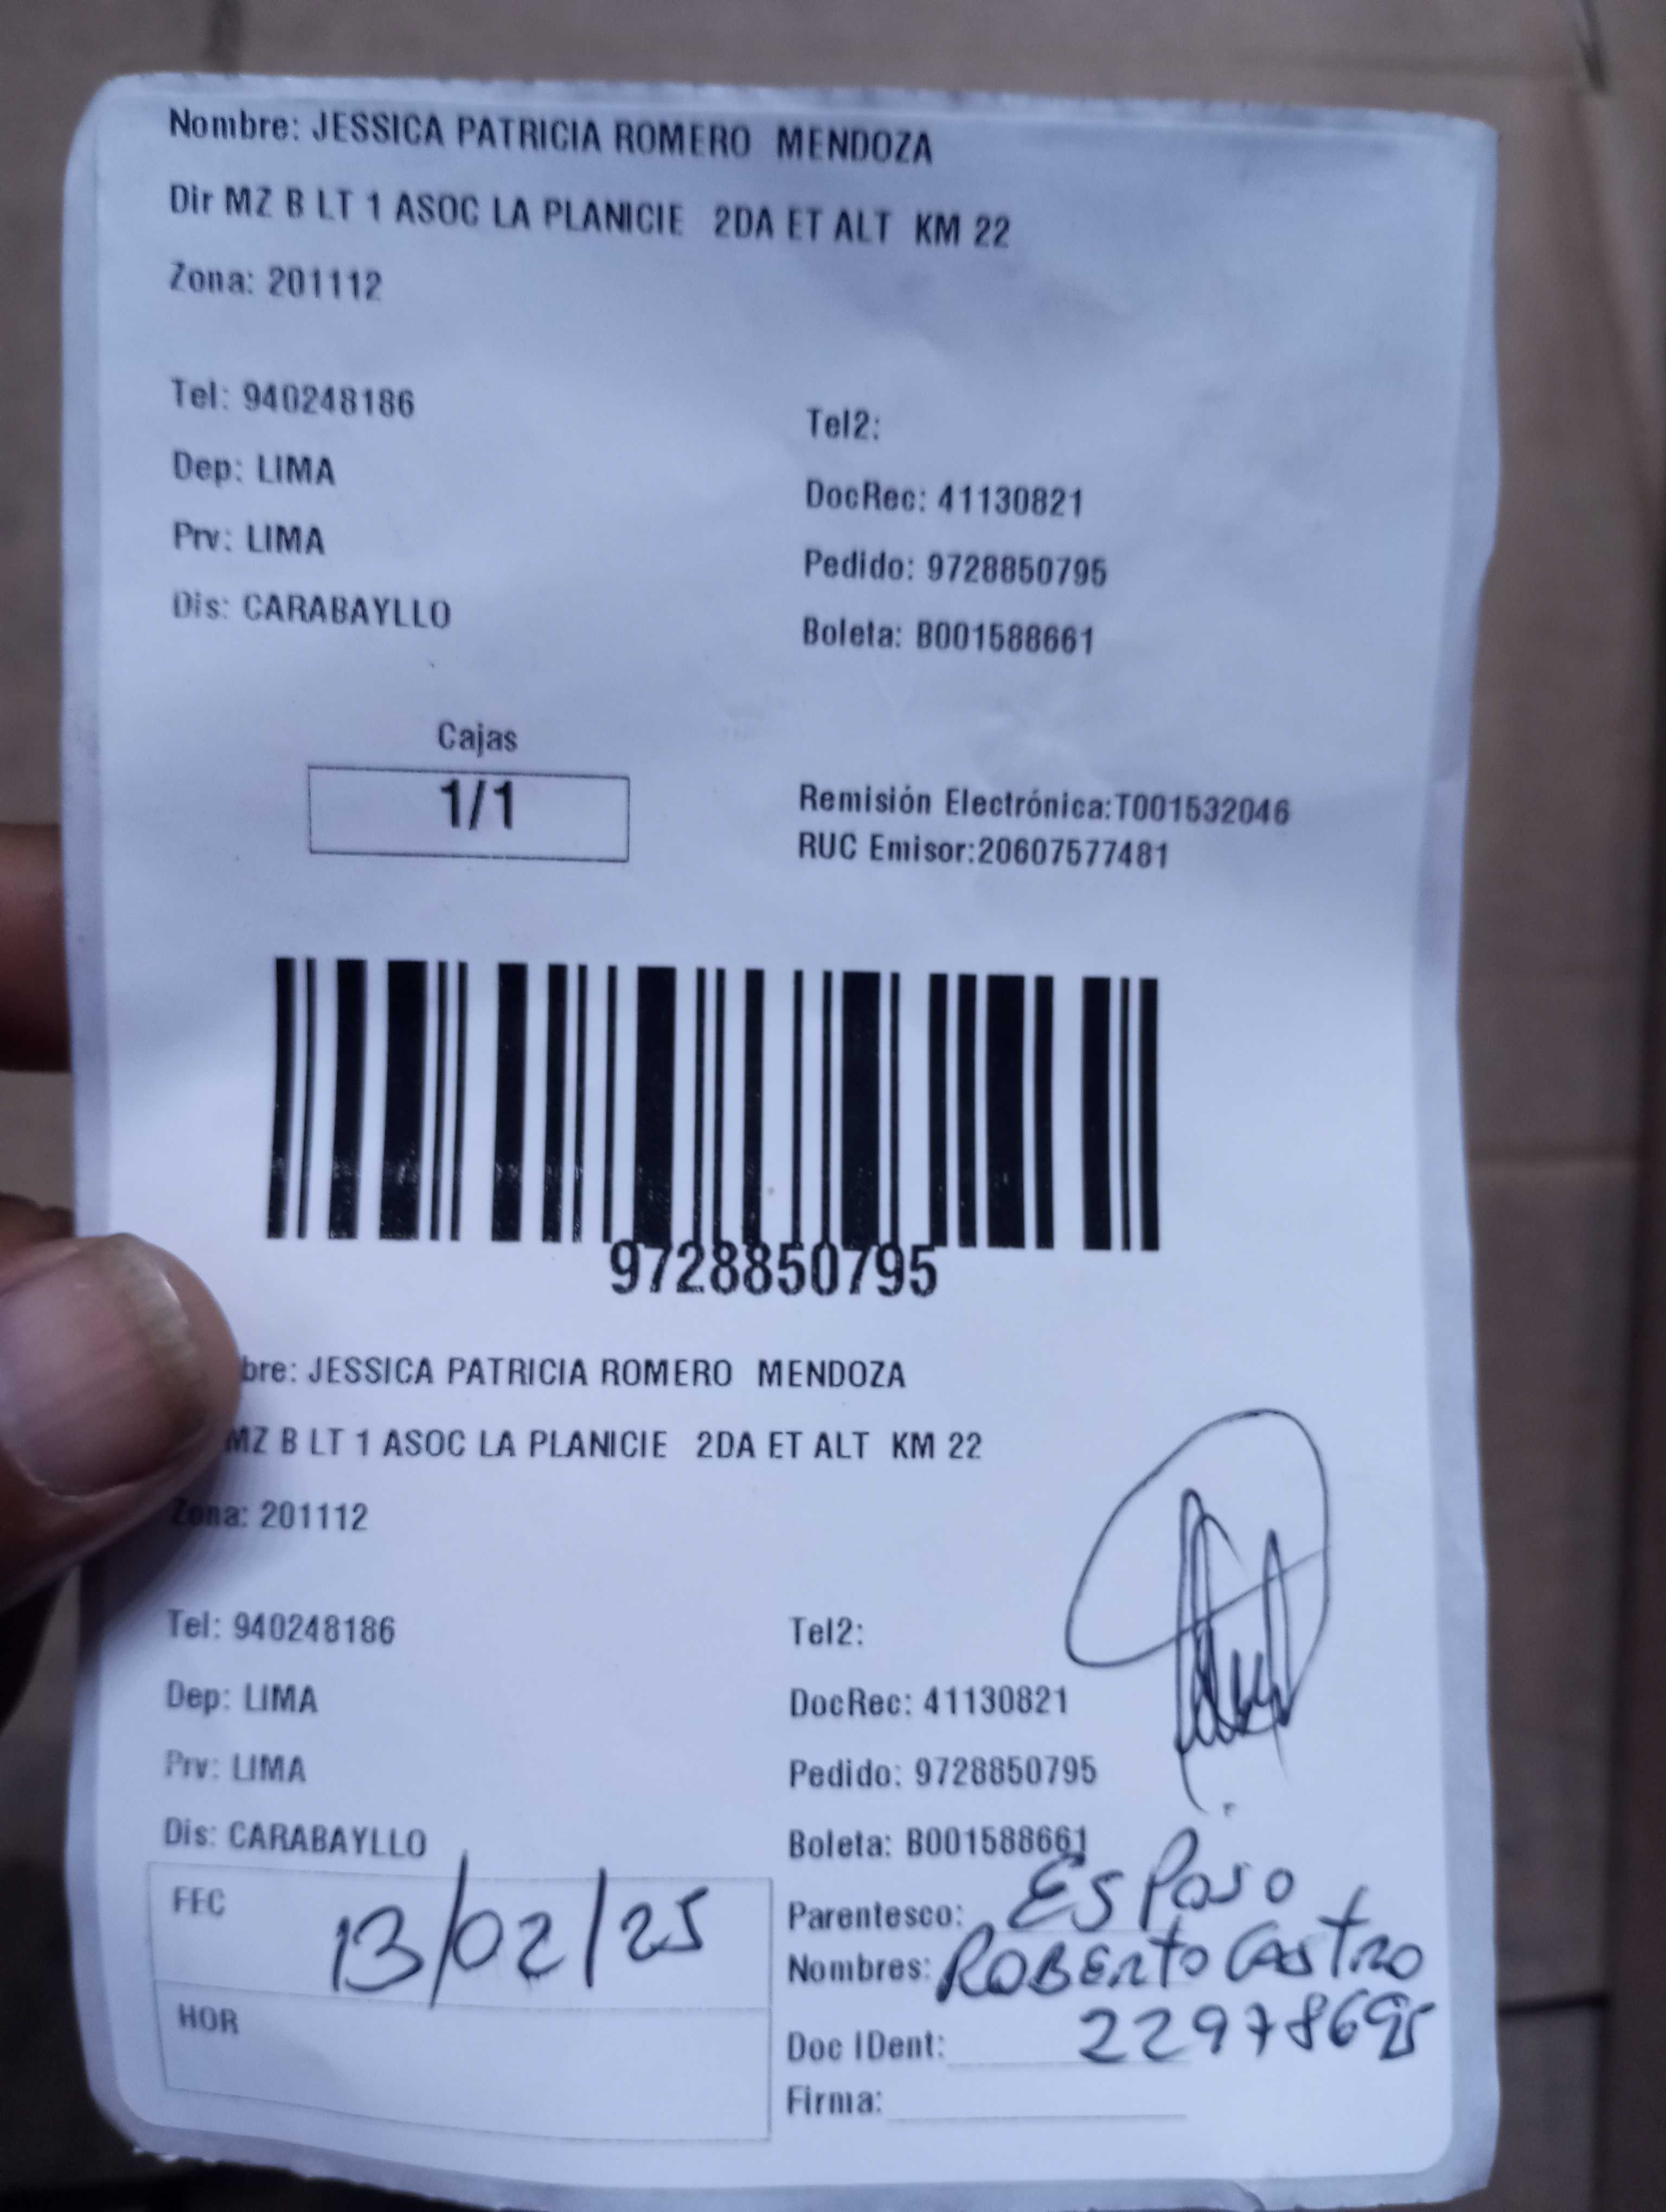 Nombre: JESSICA PATRICIA ROMERO MENDOZA
Dir MZ B LT 1 ASOC LA PLANICIE 2DA ET ALT KM 22
Zona: 201112
Tel: 940248186
Tel2:
Dep: LIMA
DocRec: 41130821
Prv: LIMA
Pedido: 9728850795
Dis: CARABAYLLO
Boleta: B001588661
Cajas
1/1
Remisión Electrónica:T001532046
RUC Emisor:20607577481
9728850795
bre: JESSICA PATRICIA ROMERO MENDOZA
MZ B LT 1 ASOC LA PLANICIE 2DA ET ALT KM 22
Zona: 201112
Tel: 940248186
Tel2:
Dep: LIMA
DocRec: 41130821
Prv: LIMA
Pedido: 9728850795
Dis: CARABAYLLO
Boleta: B001588661
FEC 13/02/25
Parentesco: ESPOSO
Nombres: ROBERTO CASTRO
HOR
Doc IDent: 22978695
Firma: